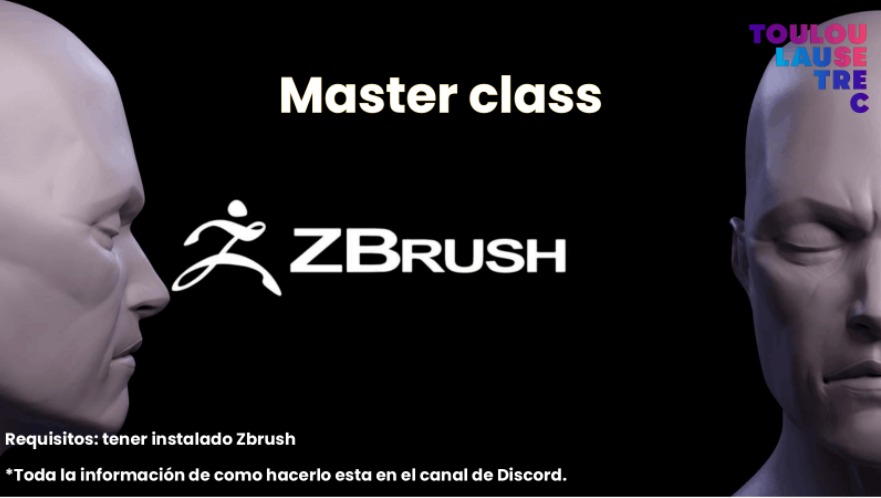 TOULOU
LAUSE
TRE
C
Master class
ZBRUSH
Requisitos: tener instalado Zbrush
*Toda la información de como hacerlo esta en el canal de Discord.